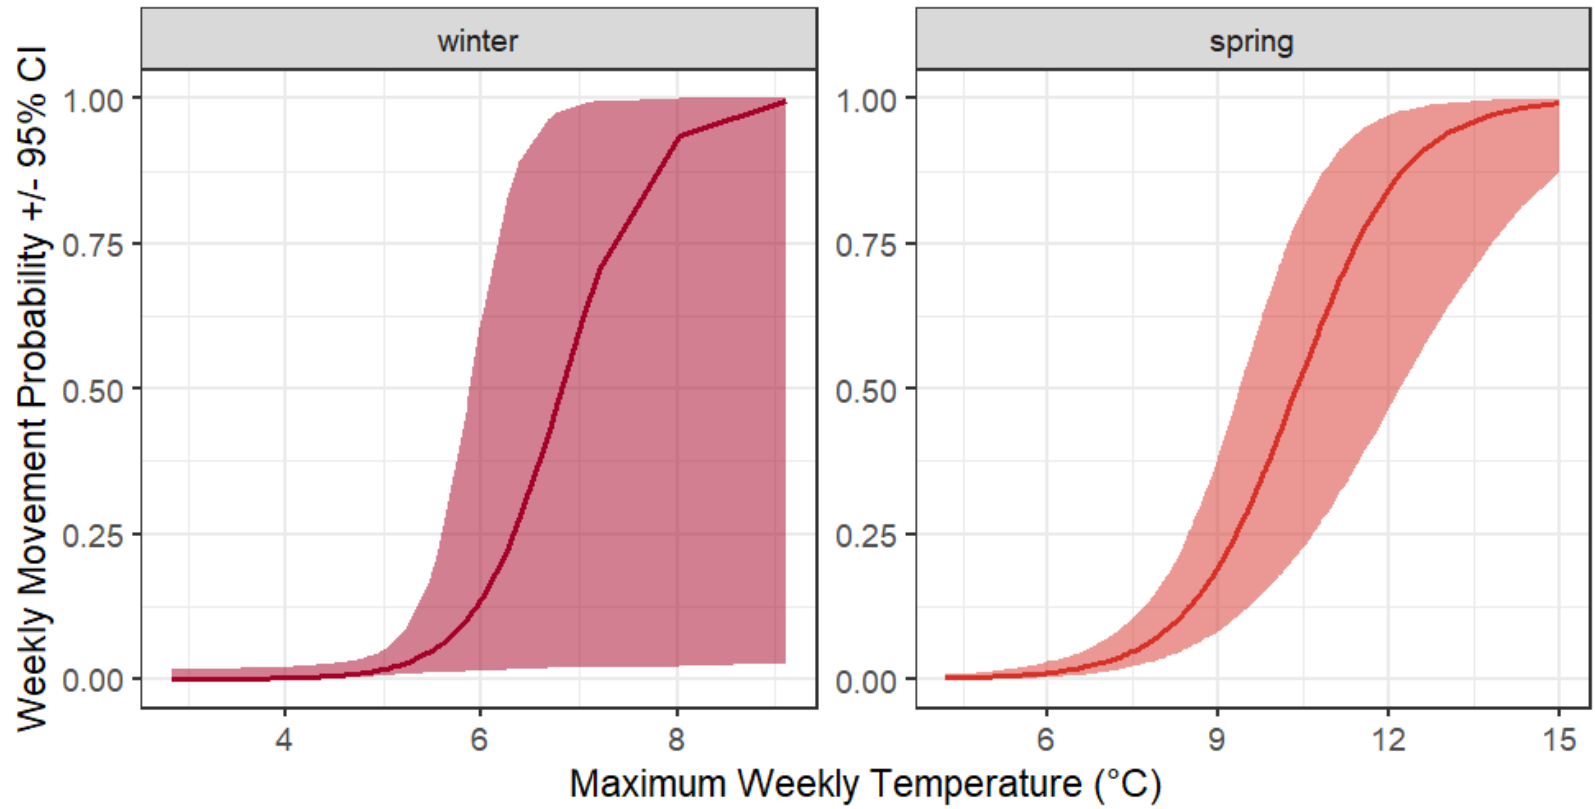 winter
spring
Weekly Movement Probability +/- 95% CI
1.00
0.75
0.50
0.25
0.00
1.00
0.75
0.50
0.25
0.00
4 6 8
6 9 12 15
Maximum Weekly Temperature (°C)